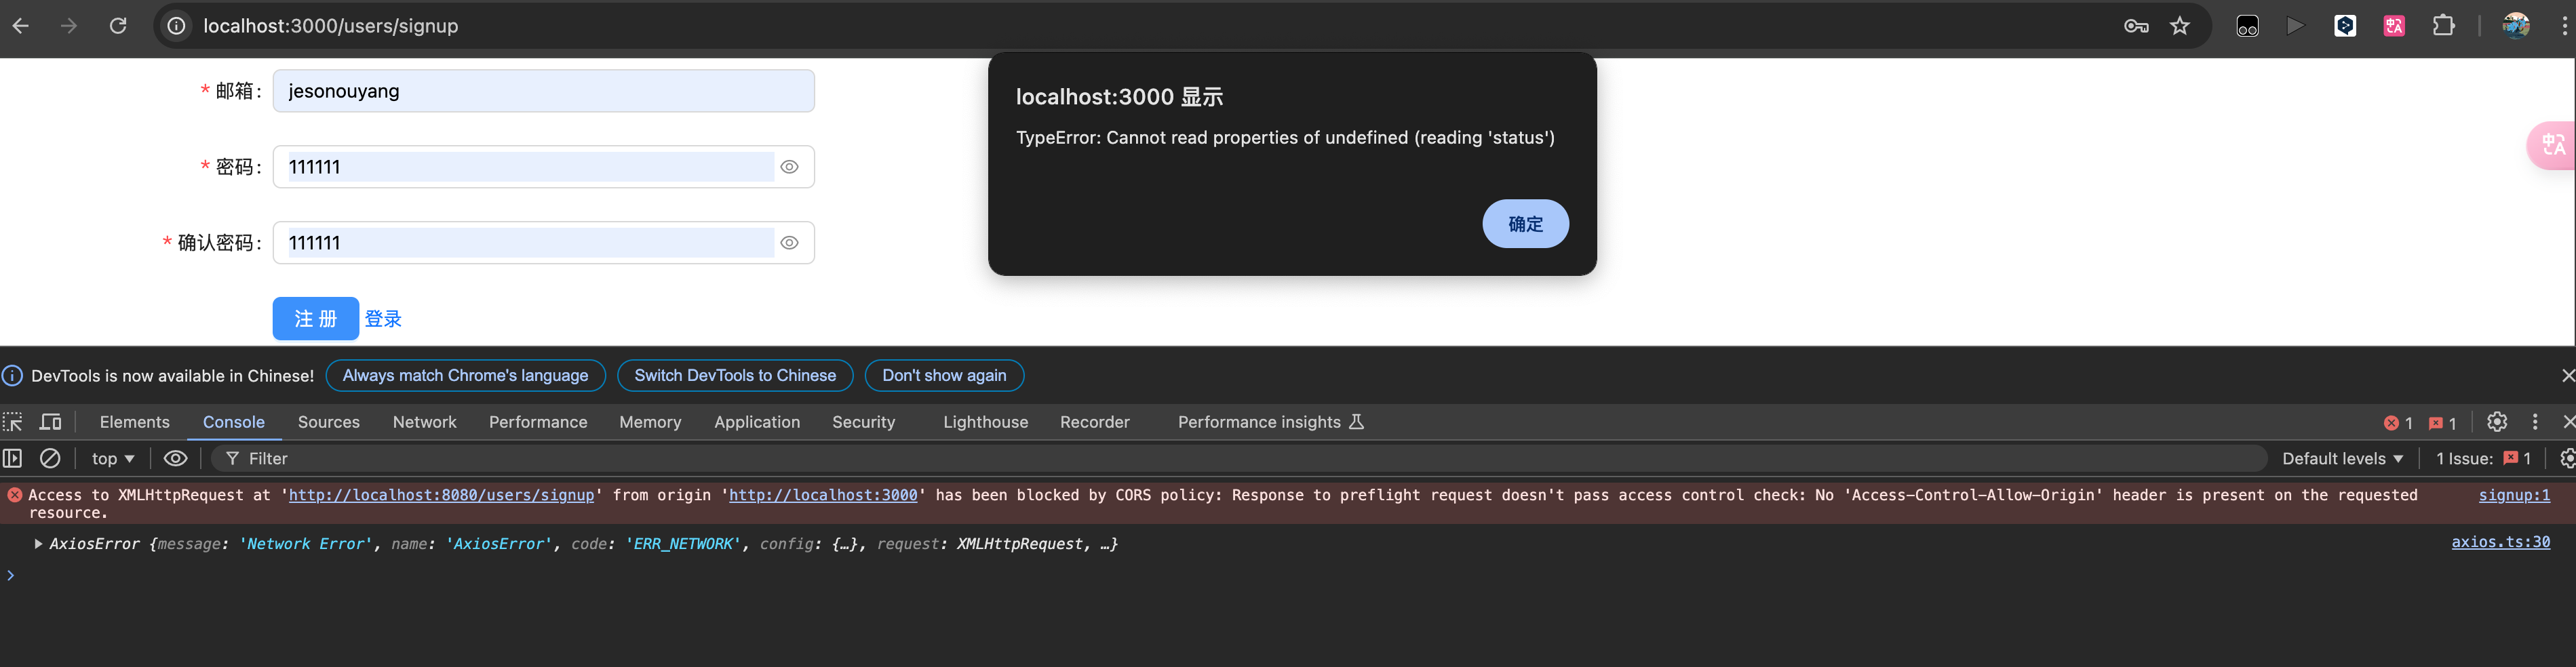 localhost:3000/users/signup
* 邮箱:
jesonouyang
* 密码:
111111
* 确认密码:
111111
注 册 登录
localhost:3000 显示
TypeError: Cannot read properties of undefined (reading 'status')
确定
中A
DevTools is now available in Chinese! Always match Chrome's language Switch DevTools to Chinese Don't show again
Elements Console Sources Network Performance Memory Application Security Lighthouse Recorder Performance insights 1 1
top Filter Default levels 1 Issue: 1
Access to XMLHttpRequest at 'http://localhost:8080/users/signup' from origin 'http://localhost:3000' has been blocked by CORS policy: Response to preflight request doesn't pass access control check: No 'Access-Control-Allow-Origin' header is present on the requested signup:1
resource.
AxiosError {message: 'Network Error', name: 'AxiosError', code: 'ERR_NETWORK', config: {…}, request: XMLHttpRequest, …} axios.ts:30